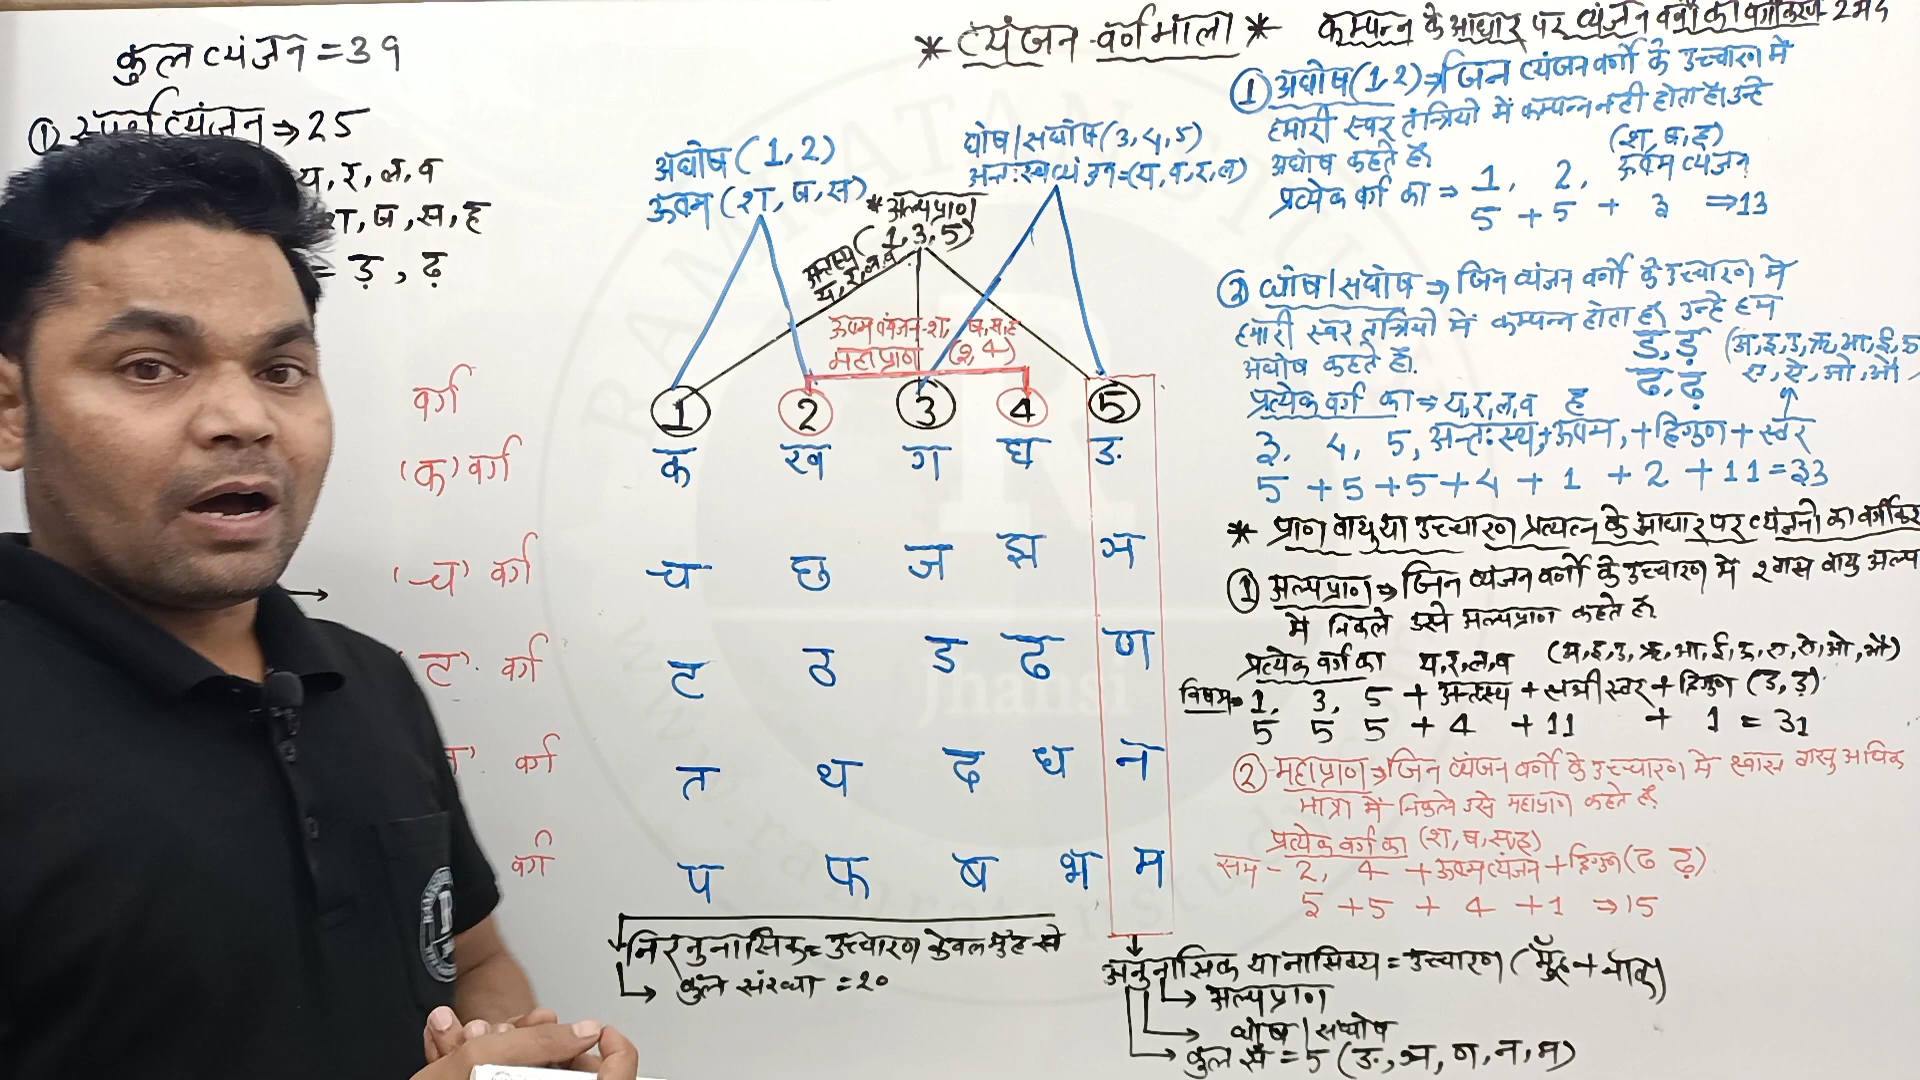 कुल व्यंजन = 39
① स्पर्श व्यंजन ⇒ 25
य, र, ल, व
श, ष, स, ह
= ड़, ढ़
* व्यंजन वर्णमाला *
अघोष (1, 2)
ऊष्म (श, ष, स)
घोष | सघोष (3, 4, 5)
अन्तःस्थ व्यंजन = (य, व, र, ल)
* अल्पप्राण
(1, 3, 5)
अन्तस्थ
य, र, ल, व
ऊष्म व्यंजन - श, ष, स, ह
महाप्राण (2, 4)
वर्ग ① ② ③ ④ ⑤
(क) वर्ग क ख ग घ ङ
'च' वर्ग च छ ज झ ञ
'ट' वर्ग ट ठ ड ढ ण
वर्ग त थ द ध न
वर्ग प फ ब भ म
निरनुनासिक = उच्चारण केवल मुँह से
कुल संख्या = 20
अनुनासिक या नासिक्य = उच्चारण (मुँह + नाक)
अल्पप्राण
घोष | सघोष
कुल सं = 5 (ङ, ञ, ण, न, म)
कम्पन्न के आधार पर व्यंजन वर्णों का वर्गीकरण - 2
① अघोष (1, 2) ⇒ जिन व्यंजन वर्णों के उच्चारण में
हमारी स्वर तंत्रियो में कम्पन्न नही होता है। उन्हे
अघोष कहते है। (श, ष, स)
प्रत्येक वर्ग का ⇒ 1, 2, ऊष्म व्यंजन
5 + 5 + 3 ⇒ 13
② घोष | सघोष ⇒ जिन व्यंजन वर्णों के उच्चारण में
हमारी स्वर तंत्रियो में कम्पन्न होता है। उन्हे हम
अघोष कहते हैं। ड, ड़ (अ, इ, उ, ऋ, आ, ई, ऊ
ढ, ढ़ ए, ऐ, ओ, औ
प्रत्येक वर्ग का ⇒ य, र, ल, व ह
3, 4, 5, अन्तःस्थ, + ऊष्म, + द्विगुण + स्वर
5 + 5 + 5 + 4 + 1 + 2 + 11 = 33
* प्राण वायु या उच्चारण प्रत्यत्न के आधार पर व्यंजनो का
① अल्पप्राण ⇒ जिन व्यंजन वर्णों के उच्चारण में श्वास वायु अल्प
में निकले उसे अल्पप्राण कहते है।
प्रत्येक वर्ग का य, र, ल, व (अ, इ, उ, ऋ, आ, ई, ऊ, ए, ऐ, ओ, औ)
विषम ⇒ 1, 3, 5 + अन्तस्थ + सभी स्वर + द्विगुण (ड, ड़)
5 5 5 + 4 + 11 + 1 = 31
② महाप्राण ⇒ जिन व्यंजन वर्णों के उच्चारण में श्वास वायु अधिक
मात्रा में निकले उसे महाप्राण कहते है।
प्रत्येक वर्ग का (श, ष, स, ह)
सम - 2, 4 + ऊष्म व्यंजन + द्विगुण (ढ ढ़)
5 + 5 + 4 + 1 ⇒ 15